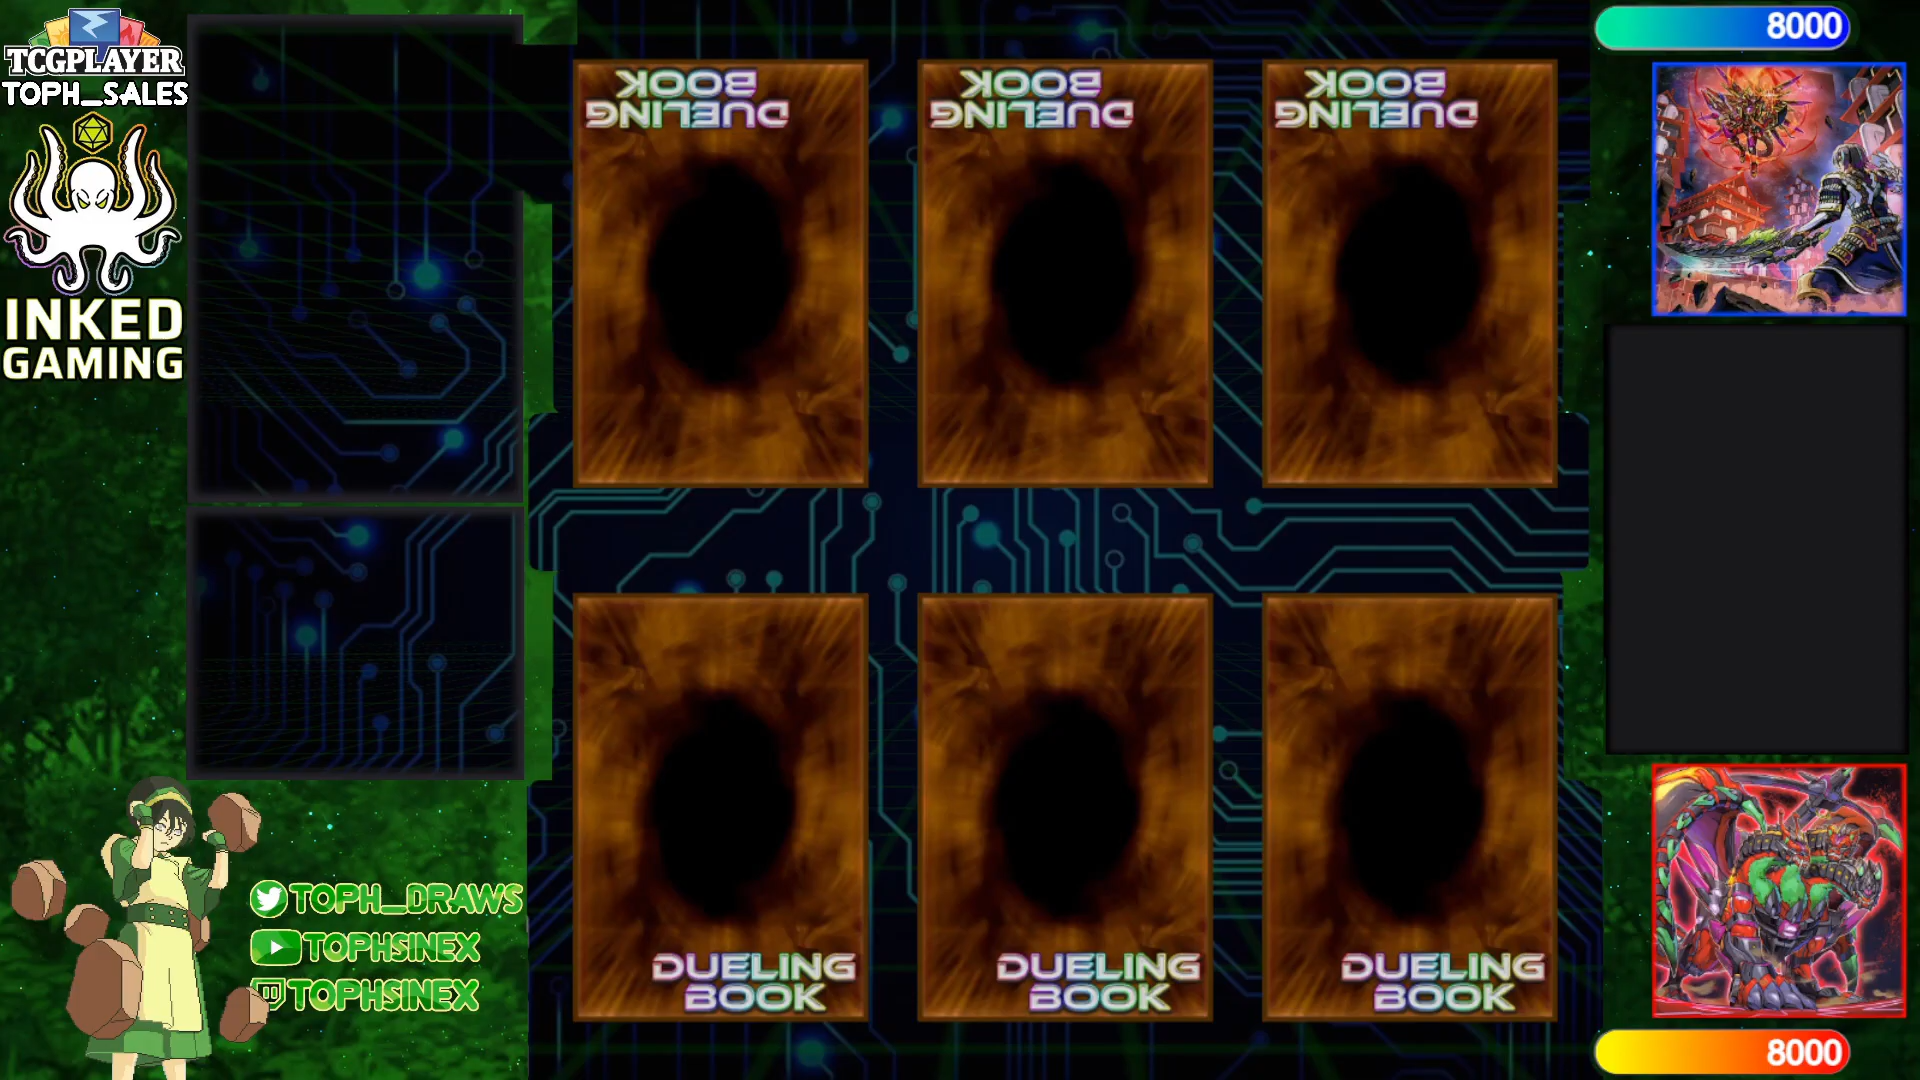 TCGPLAYER
TOPH_SALES
INKED
GAMING
DUELING
BOOK
DUELING
BOOK
DUELING
BOOK
8000
DUELING
BOOK
DUELING
BOOK
DUELING
BOOK
TOPH_DRAWS
TOPHSINEX
TOPHSINEX
8000